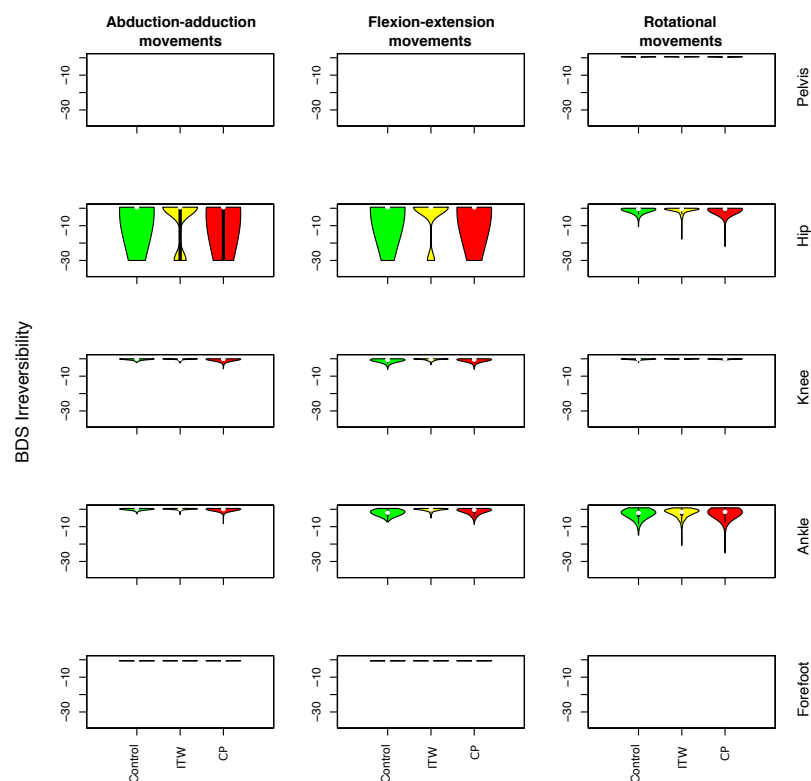 Abduction-adduction
movements
Flexion-extension
movements
Rotational
movements
BDS Irreversibility
-10
-30
-10
-30
-10
-30
Pelvis
-10
-30
-10
-30
-10
-30
Hip
-10
-30
-10
-30
-10
-30
Knee
-10
-30
-10
-30
-10
-30
Ankle
-10
-30
-10
-30
-10
-30
Forefoot
Control
ITW
CP
Control
ITW
CP
Control
ITW
CP